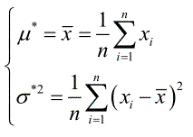 μ* = x̄ = 1/n ∑_{i=1}^{n} x_i
σ*2 = 1/n ∑_{i=1}^{n} (x_i − x̄)^2